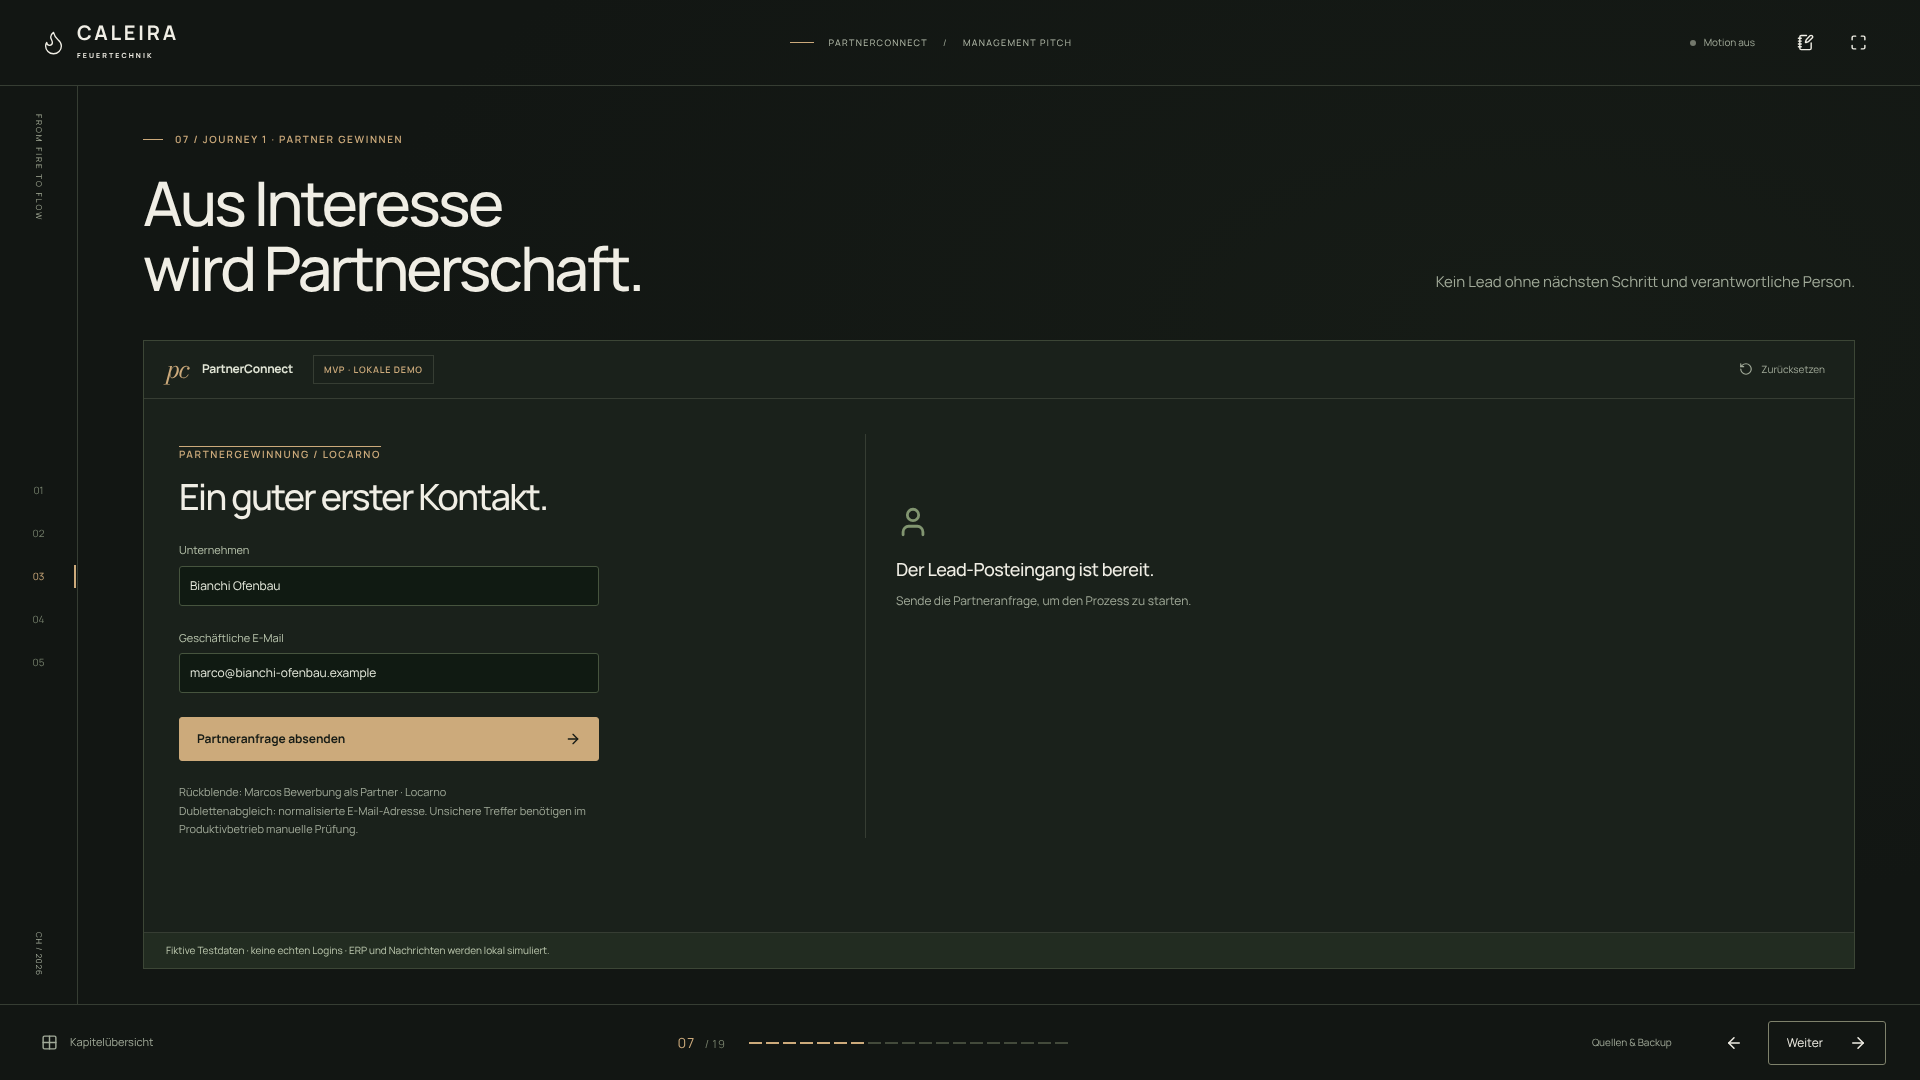 CALEIRA
FEUERTECHNIK
PARTNERCONNECT / MANAGEMENT PITCH
Motion aus
FROM FIRE TO FLOW
07 / JOURNEY 1 · PARTNER GEWINNEN
Aus Interesse
wird Partnerschaft.
Kein Lead ohne nächsten Schritt und verantwortliche Person.
pc PartnerConnect
MVP · LOKALE DEMO
Zurücksetzen
PARTNERGEWINNUNG / LOCARNO
Ein guter erster Kontakt.
Unternehmen
Bianchi Ofenbau
Geschäftliche E-Mail
marco@bianchi-ofenbau.example
Partneranfrage absenden
Rückblende: Marcos Bewerbung als Partner · Locarno
Dublettenabgleich: normalisierte E-Mail-Adresse. Unsichere Treffer benötigen im
Produktivbetrieb manuelle Prüfung.
Der Lead-Posteingang ist bereit.
Sende die Partneranfrage, um den Prozess zu starten.
Fiktive Testdaten · keine echten Logins · ERP und Nachrichten werden lokal simuliert.
01
02
03
04
05
CH / 2026
Kapitelübersicht
07 / 19
Quellen & Backup
Weiter